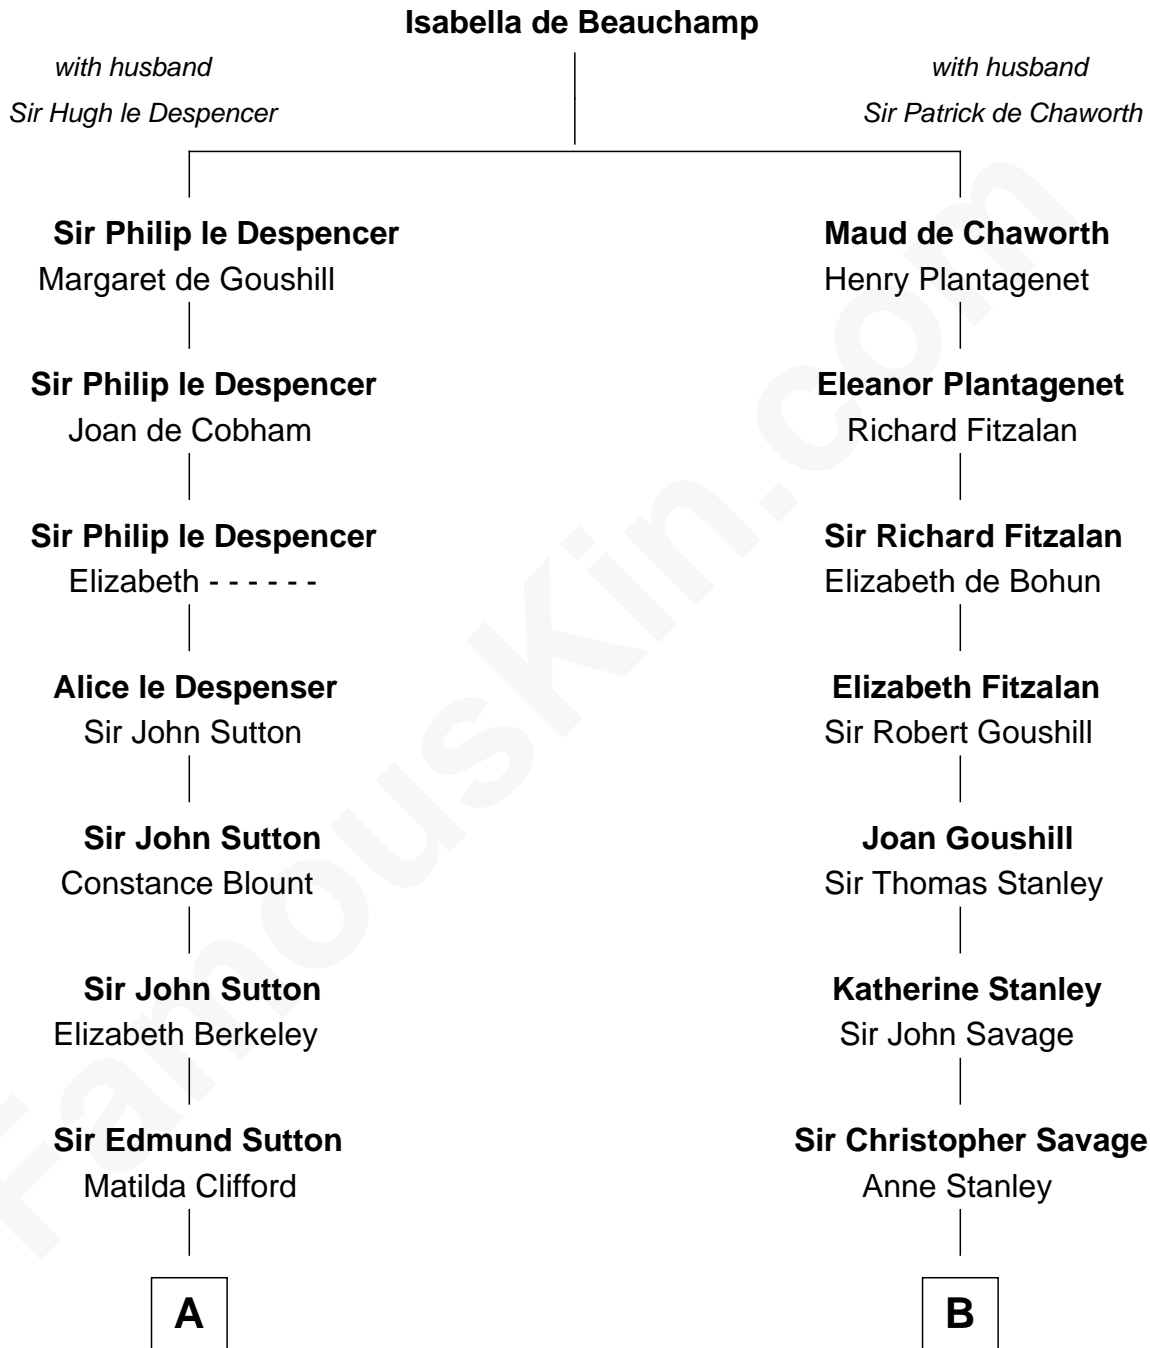 Isabella de Beauchamp
with husband
Sir Hugh le Despencer
with husband
Sir Patrick de Chaworth
Sir Philip le Despencer
Margaret de Goushill
Maud de Chaworth
Henry Plantagenet
Sir Philip le Despencer
Joan de Cobham
Eleanor Plantagenet
Richard Fitzalan
Sir Philip le Despencer
Elizabeth - - - - - -
Sir Richard Fitzalan
Elizabeth de Bohun
Alice le Despenser
Sir John Sutton
Elizabeth Fitzalan
Sir Robert Goushill
Sir John Sutton
Constance Blount
Joan Goushill
Sir Thomas Stanley
Sir John Sutton
Elizabeth Berkeley
Katherine Stanley
Sir John Savage
Sir Edmund Sutton
Matilda Clifford
Sir Christopher Savage
Anne Stanley
A
B
FamousKin.com